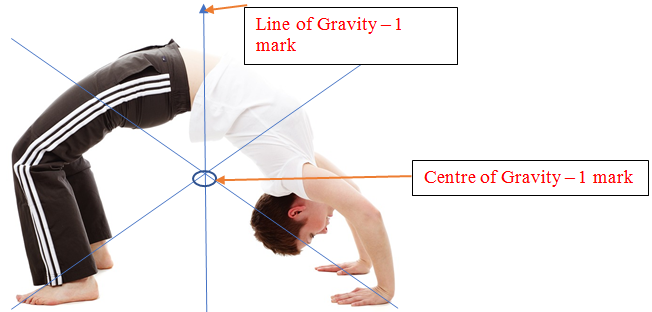 Line of Gravity – 1
mark
Centre of Gravity – 1 mark